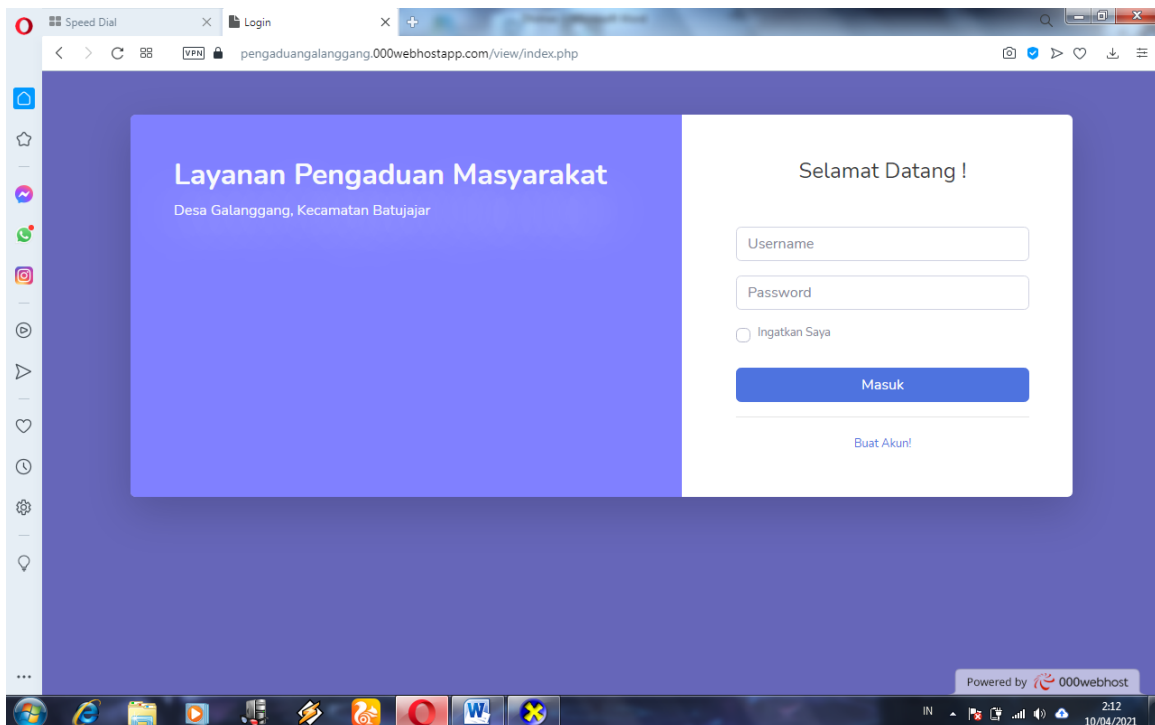 Speed Dial
Login
VPN
pengaduangalanggang.000webhostapp.com/view/index.php
Layanan Pengaduan Masyarakat
Desa Galanggang, Kecamatan Batujajar
Selamat Datang !
Username
Password
Ingatkan Saya
Masuk
Buat Akun!
Powered by 000webhost
IN
2:12
10/04/2021